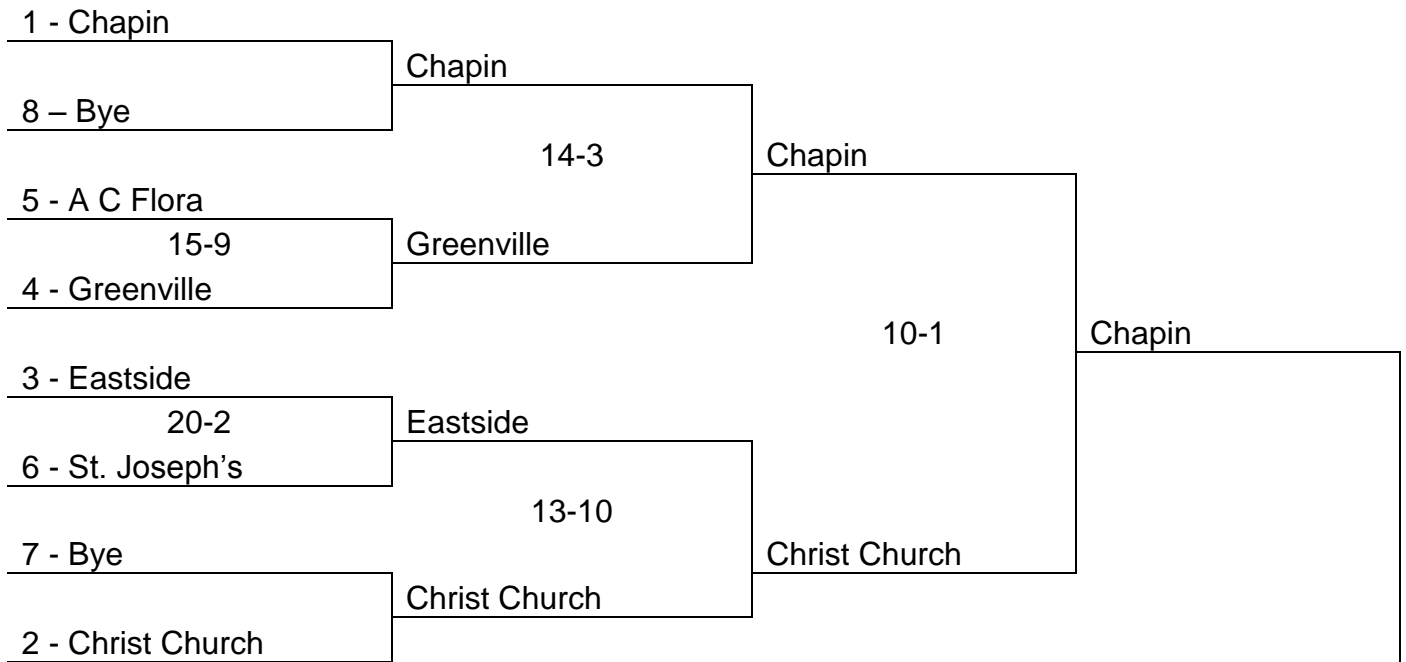 1 - Chapin
Chapin
8 – Bye
14-3
Chapin
5 - A C Flora
15-9
Greenville
4 - Greenville
10-1
Chapin
3 - Eastside
20-2
Eastside
6 - St. Joseph’s
13-10
7 - Bye
Christ Church
Christ Church
2 - Christ Church